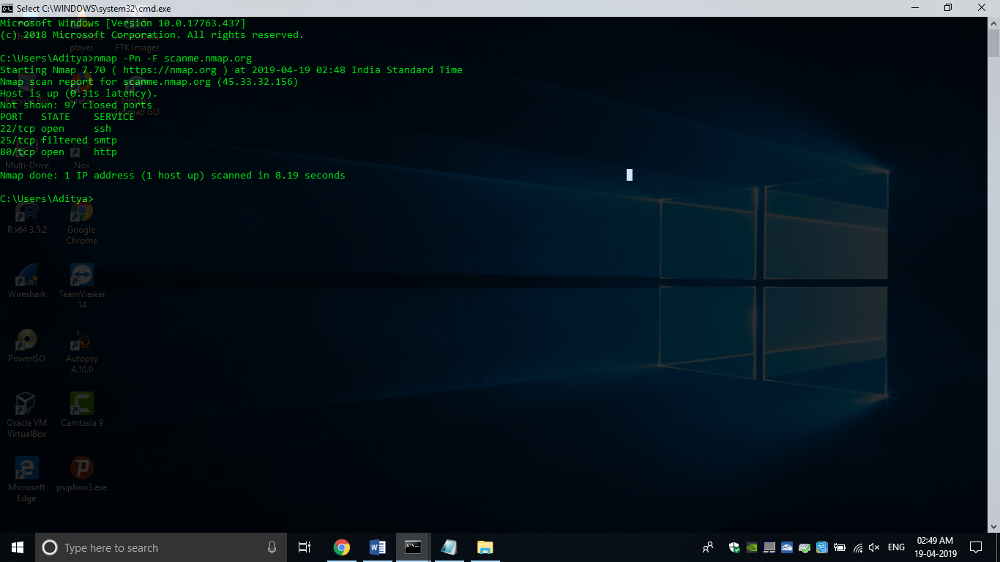 Select C:\WINDOWS\system32\cmd.exe
Microsoft Windows [Version 10.0.17763.437]
(c) 2018 Microsoft Corporation. All rights reserved.
player
FTK Imager
C:\Users\Aditya>nmap -Pn -F scanme.nmap.org
Starting Nmap 7.70 ( https://nmap.org ) at 2019-04-19 02:48 India Standard Time
Nmap scan report for scanme.nmap.org (45.33.32.156)
Host is up (0.31s latency).
Not shown: 97 closed ports
PORT STATE SERVICE
22/tcp open ssh
25/tcp filtered smtp
80/tcp open http
Nmap done: 1 IP address (1 host up) scanned in 8.19 seconds
C:\Users\Aditya>
Recycle Bin
Firefox
Nmap - Zenmap GUI
Multi-Drive
Nox
R x64 3.5.2
Google
Chrome
Wireshark
TeamViewer
14
PowerISO
Autopsy
4.10.0
Oracle VM
VirtualBox
Camtasia 9
Microsoft
Edge
psiphon3.exe
Type here to search
ENG
02:49 AM
19-04-2019